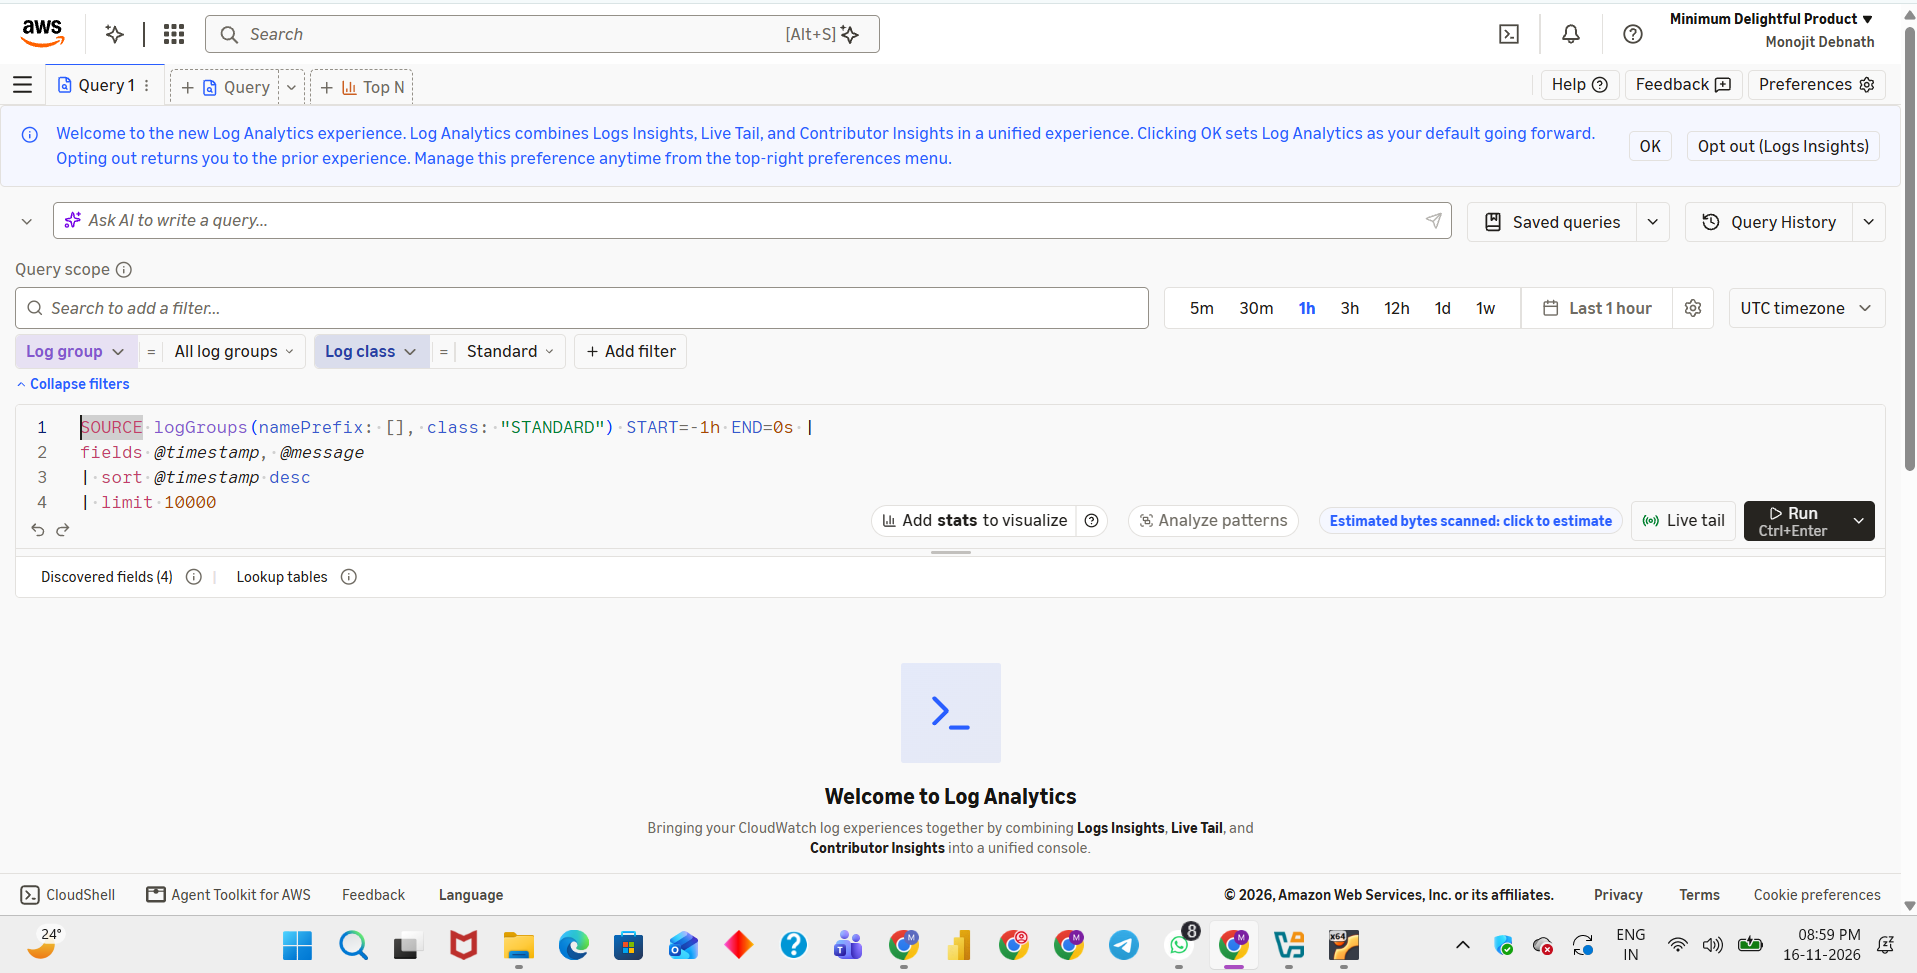 aws
Search [Alt+S]
Minimum Delightful Product
Monojit Debnath
Query 1
+ Query
+ Top N
Help
Feedback
Preferences
Welcome to the new Log Analytics experience. Log Analytics combines Logs Insights, Live Tail, and Contributor Insights in a unified experience. Clicking OK sets Log Analytics as your default going forward.
Opting out returns you to the prior experience. Manage this preference anytime from the top-right preferences menu.
OK
Opt out (Logs Insights)
Ask AI to write a query...
Saved queries
Query History
Query scope
Search to add a filter...
5m 30m 1h 3h 12h 1d 1w
Last 1 hour
UTC timezone
Log group = All log groups
Log class = Standard
+ Add filter
Collapse filters
1 SOURCE logGroups(namePrefix: [], class: "STANDARD") START=-1h END=0s |
2 fields @timestamp, @message
3 | sort @timestamp desc
4 | limit 10000
Add stats to visualize
Analyze patterns
Estimated bytes scanned: click to estimate
Live tail
Run
Ctrl+Enter
Discovered fields (4)
Lookup tables
Welcome to Log Analytics
Bringing your CloudWatch log experiences together by combining Logs Insights, Live Tail, and
Contributor Insights into a unified console.
CloudShell
Agent Toolkit for AWS
Feedback
Language
© 2026, Amazon Web Services, Inc. or its affiliates.
Privacy
Terms
Cookie preferences
24°
8
x64
ENG
IN
08:59 PM
16-11-2026